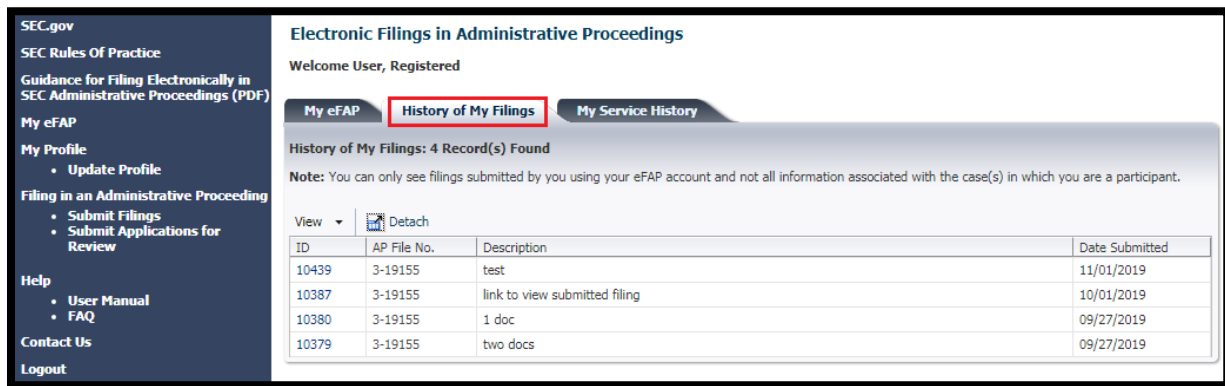 SEC.gov
SEC Rules Of Practice
Guidance for Filing Electronically in
SEC Administrative Proceedings (PDF)
My eFAP
My Profile
• Update Profile
Filing in an Administrative Proceeding
• Submit Filings
• Submit Applications for
Review
Help
• User Manual
• FAQ
Contact Us
Logout
Electronic Filings in Administrative Proceedings
Welcome User, Registered
My eFAP History of My Filings My Service History
History of My Filings: 4 Record(s) Found
Note: You can only see filings submitted by you using your eFAP account and not all information associated with the case(s) in which you are a participant.
View Detach
ID AP File No. Description Date Submitted
10439 3-19155 test 11/01/2019
10387 3-19155 link to view submitted filing 10/01/2019
10380 3-19155 1 doc 09/27/2019
10379 3-19155 two docs 09/27/2019